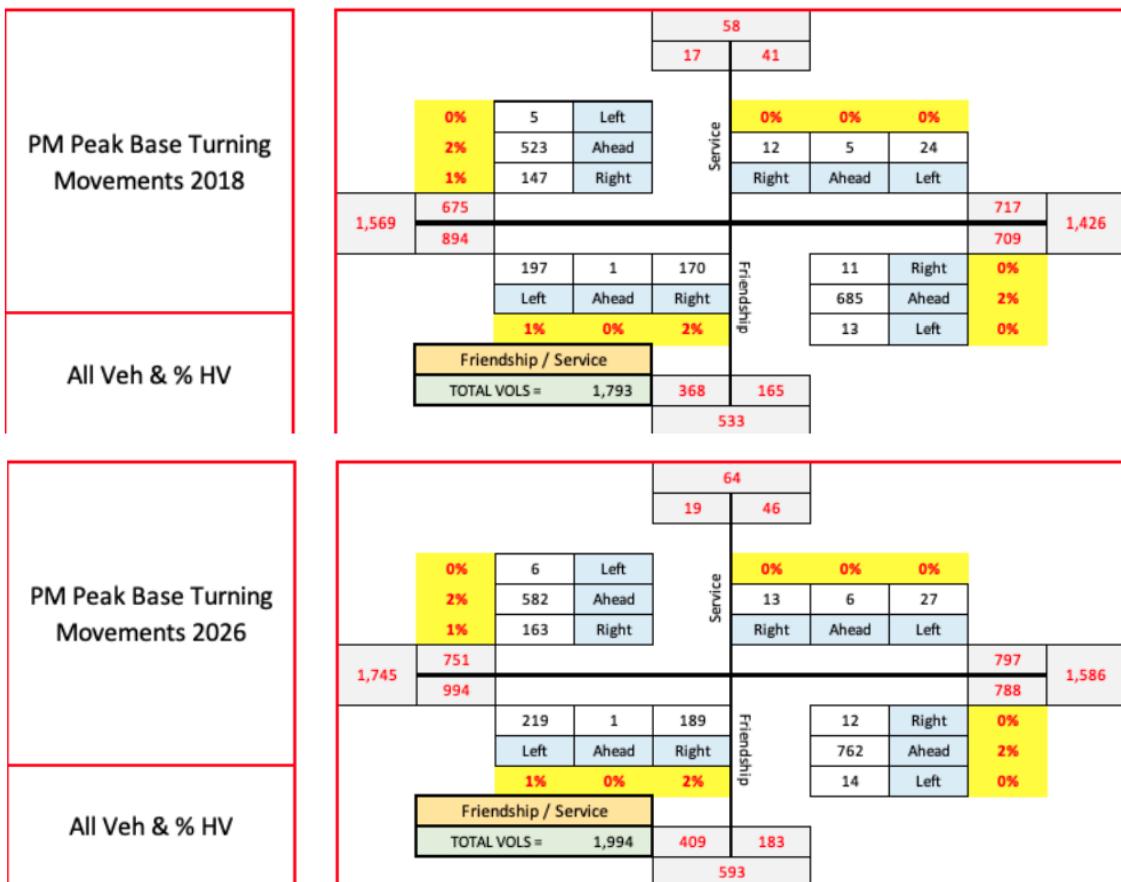 58
17 41
0% 5 Left 0% 0% 0%
PM Peak Base Turning
Movements 2018
2% 523 Ahead Service 12 5 24
1% 147 Right Right Ahead Left
1,569 675 717 1,426
894 709
197 1 170 Friendship 11 Right 0%
Left Ahead Right 685 Ahead 2%
1% 0% 2% 13 Left 0%
All Veh & % HV
Friendship / Service
TOTAL VOLS = 1,793 368 165
533
64
19 46
0% 6 Left 0% 0% 0%
PM Peak Base Turning
Movements 2026
2% 582 Ahead Service 13 6 27
1% 163 Right Right Ahead Left
1,745 751 797 1,586
994 788
219 1 189 Friendship 12 Right 0%
Left Ahead Right 762 Ahead 2%
1% 0% 2% 14 Left 0%
All Veh & % HV
Friendship / Service
TOTAL VOLS = 1,994 409 183
593